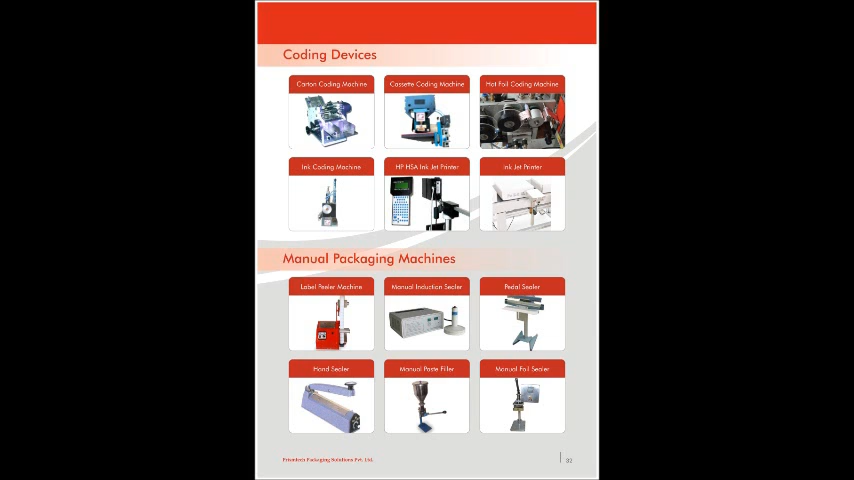 Coding Devices
Carton Coding Machine
Cassette Coding Machine
Hot Foil Coding Machine
Ink Coding Machine
HP HSA Ink Jet Printer
Ink Jet Printer
Manual Packaging Machines
Label Peeler Machine
Manual Induction Sealer
Pedal Sealer
Hand Sealer
Manual Paste Filler
Manual Foil Sealer
Packaging Solutions Pvt. Ltd.
32